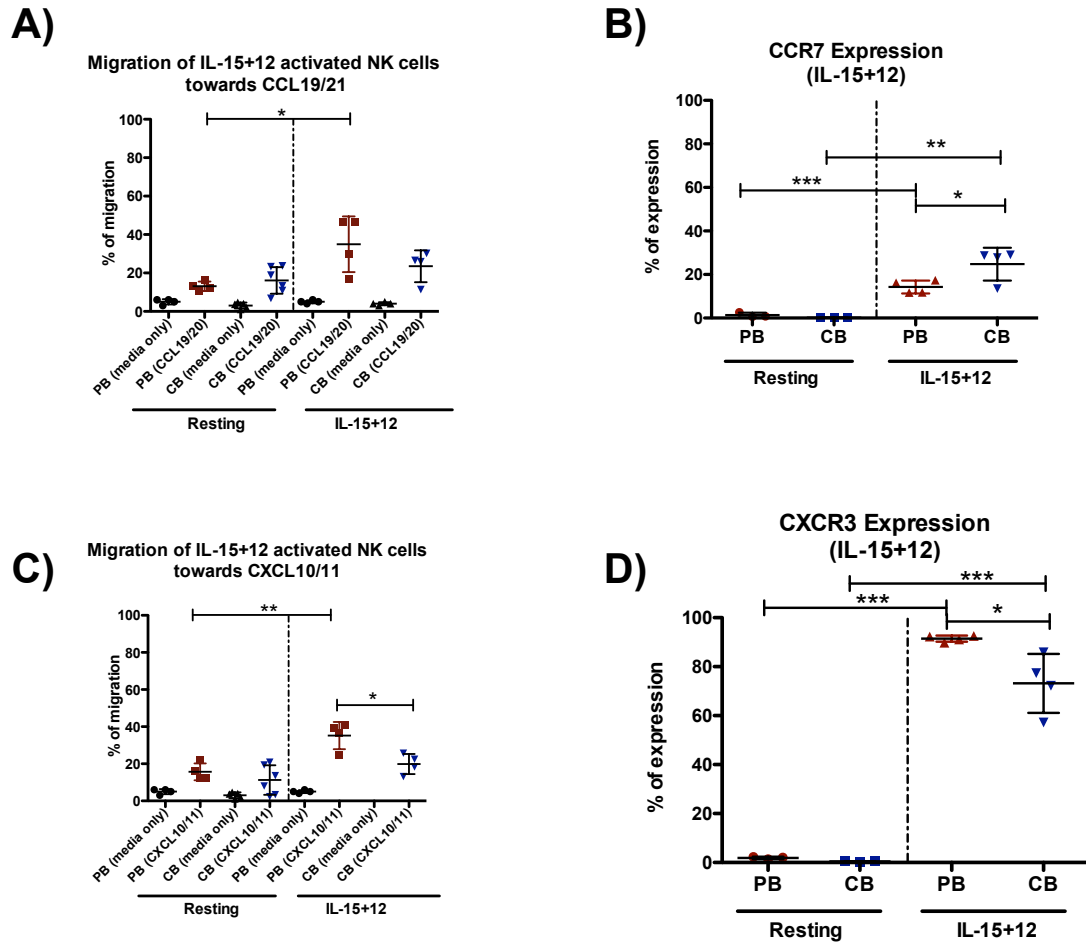 A)
Migration of IL-15+12 activated NK cells
towards CCL19/21
% of migration
100
80
60
40
20
0
*
PB (media only)
PB (CCL19/20)
CB (media only)
CB (CCL19/20)
PB (media only)
PB (CCL19/20)
CB (media only)
CB (CCL19/20)
Resting
IL-15+12
B)
CCR7 Expression
(IL-15+12)
% of expression
100
80
60
40
20
0
**
***
*
PB
CB
PB
CB
Resting
IL-15+12
C)
Migration of IL-15+12 activated NK cells
towards CXCL10/11
% of migration
100
80
60
40
20
0
**
*
PB (media only)
PB (CXCL10/11)
CB (media only)
CB (CXCL10/11)
PB (media only)
PB (CXCL10/11)
CB (media only)
CB (CXCL10/11)
Resting
IL-15+12
D)
CXCR3 Expression
(IL-15+12)
% of expression
100
80
60
40
20
0
***
***
*
PB
CB
PB
CB
Resting
IL-15+12